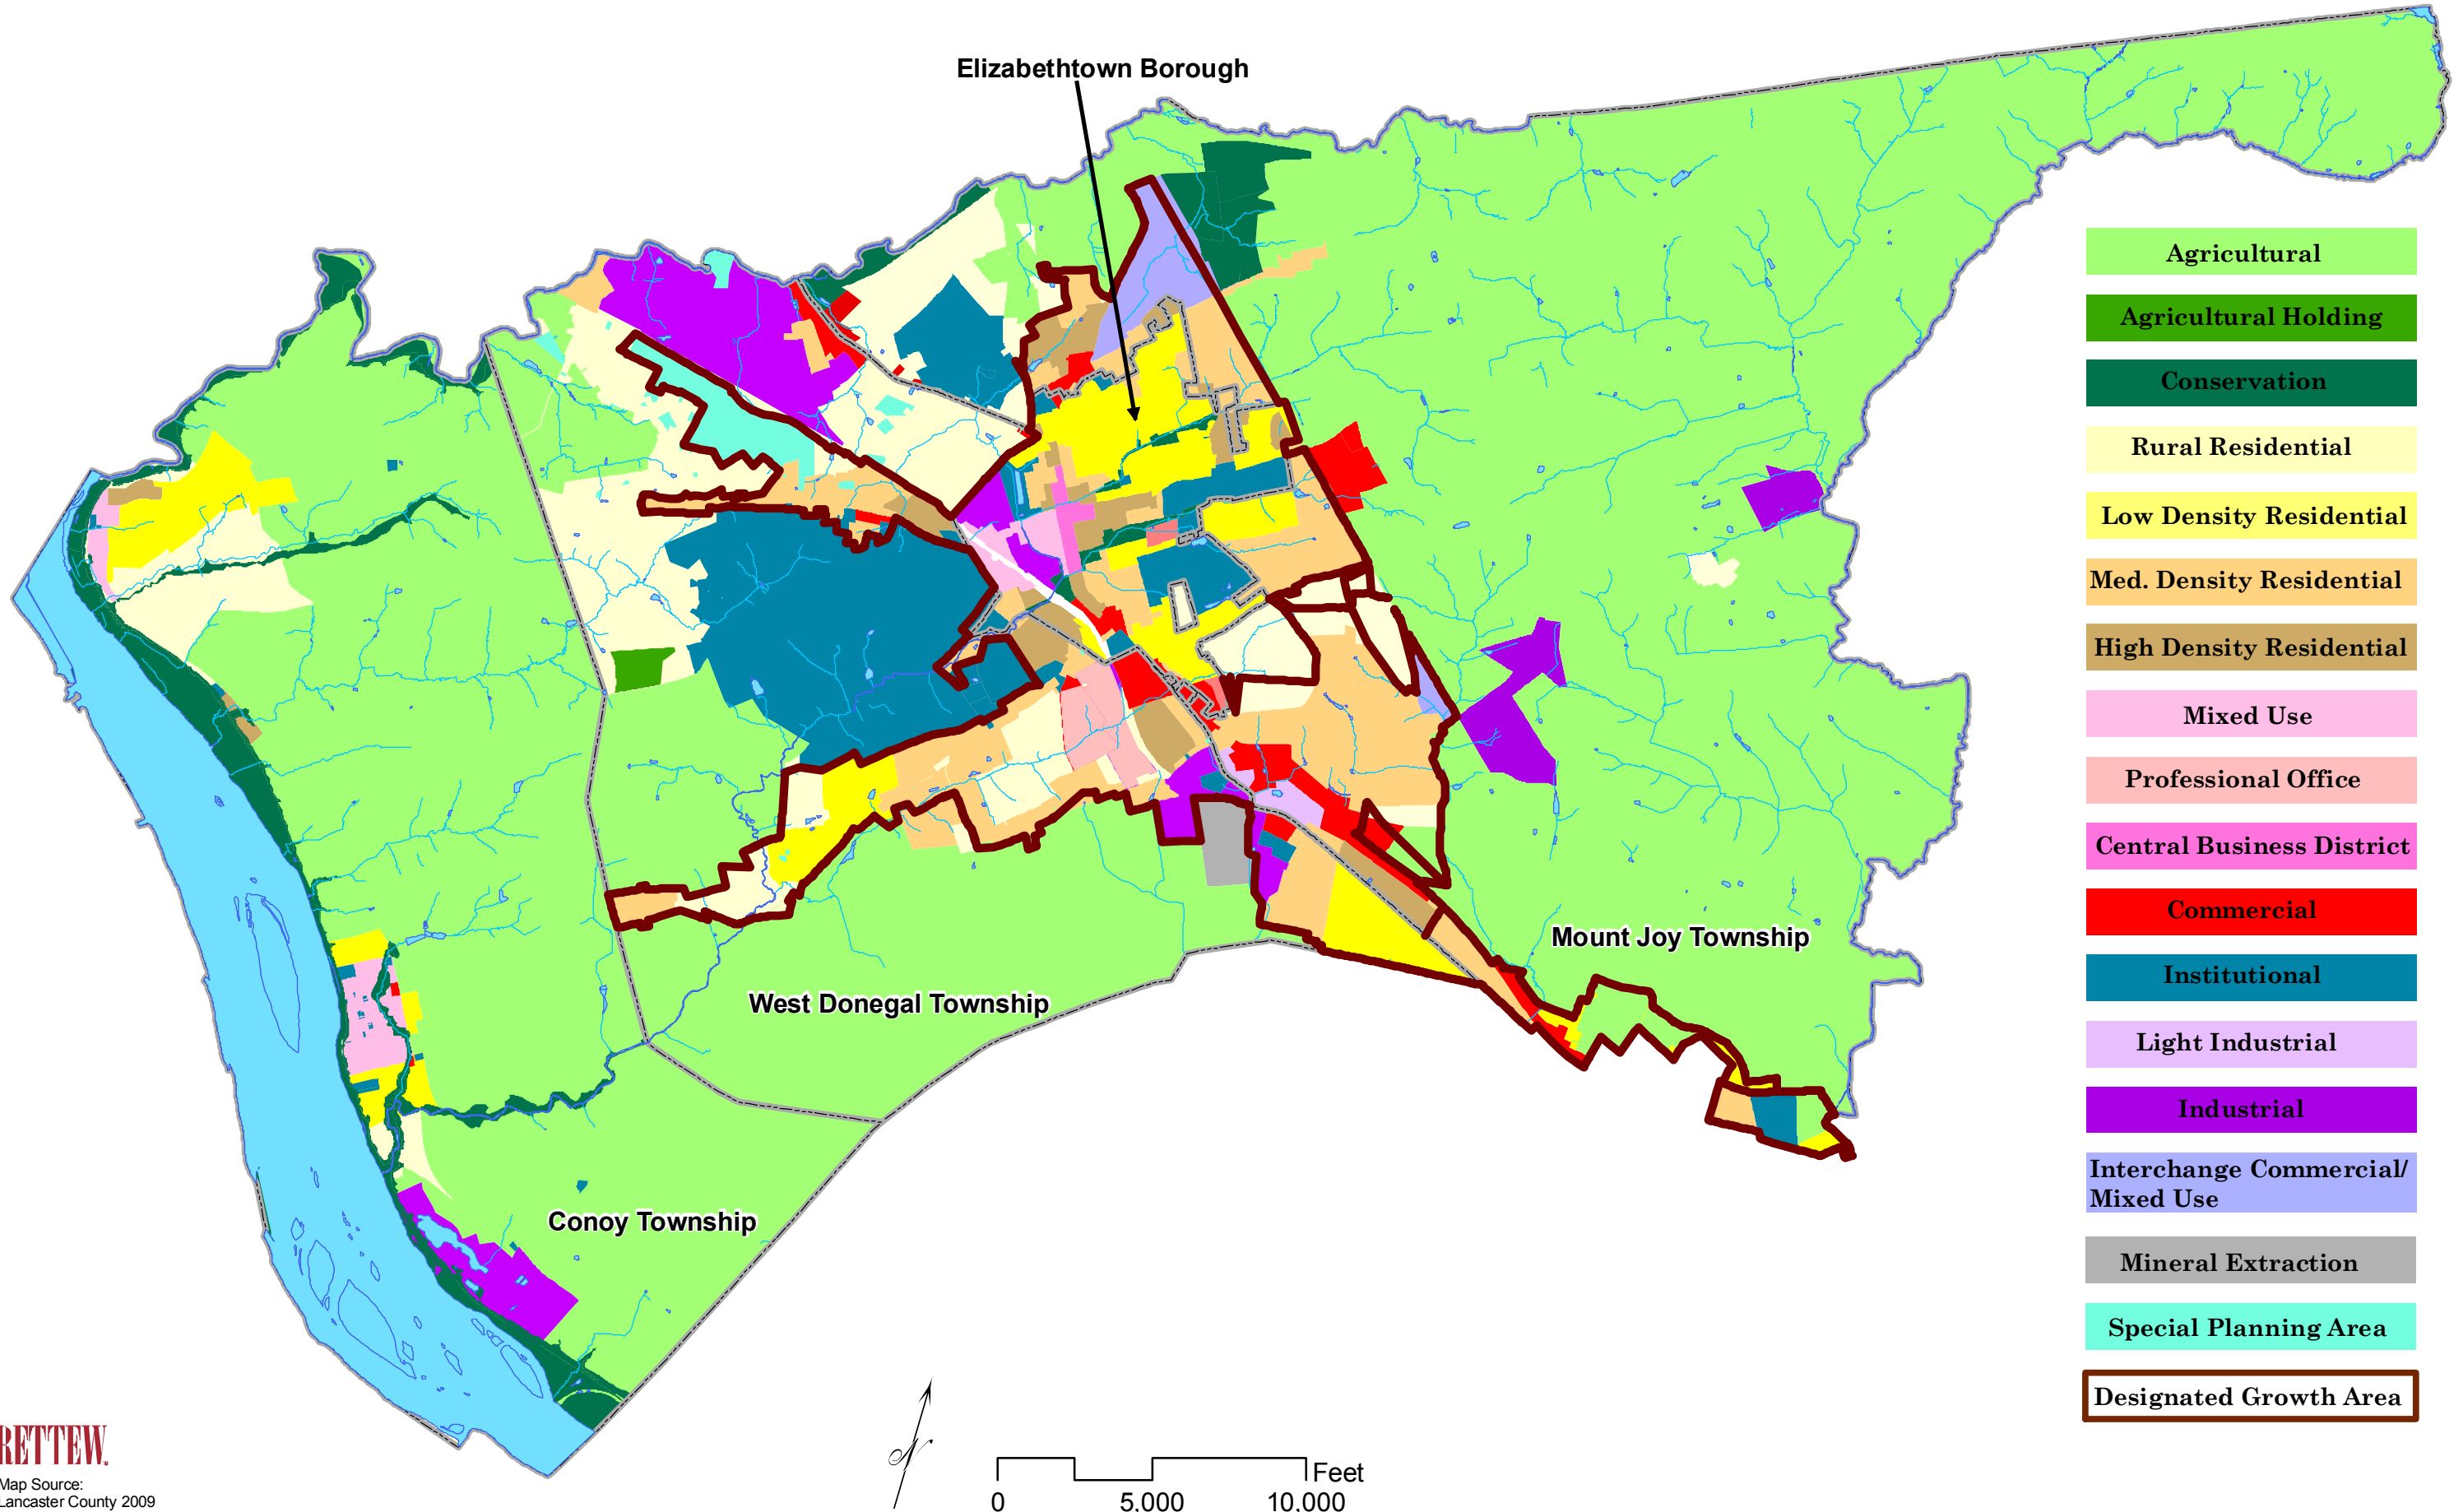 Elizabethtown Borough
Agricultural
Agricultural Holding
Conservation
Rural Residential
Low Density Residential
Med. Density Residential
High Density Residential
Mixed Use
Professional Office
Central Business District
Commercial
Institutional
Light Industrial
Industrial
Interchange Commercial/
Mixed Use
Mineral Extraction
Special Planning Area
Designated Growth Area
Mount Joy Township
West Donegal Township
Conoy Township
RETTEW
Map Source:
Lancaster County 2009
N
Feet
0 5,000 10,000